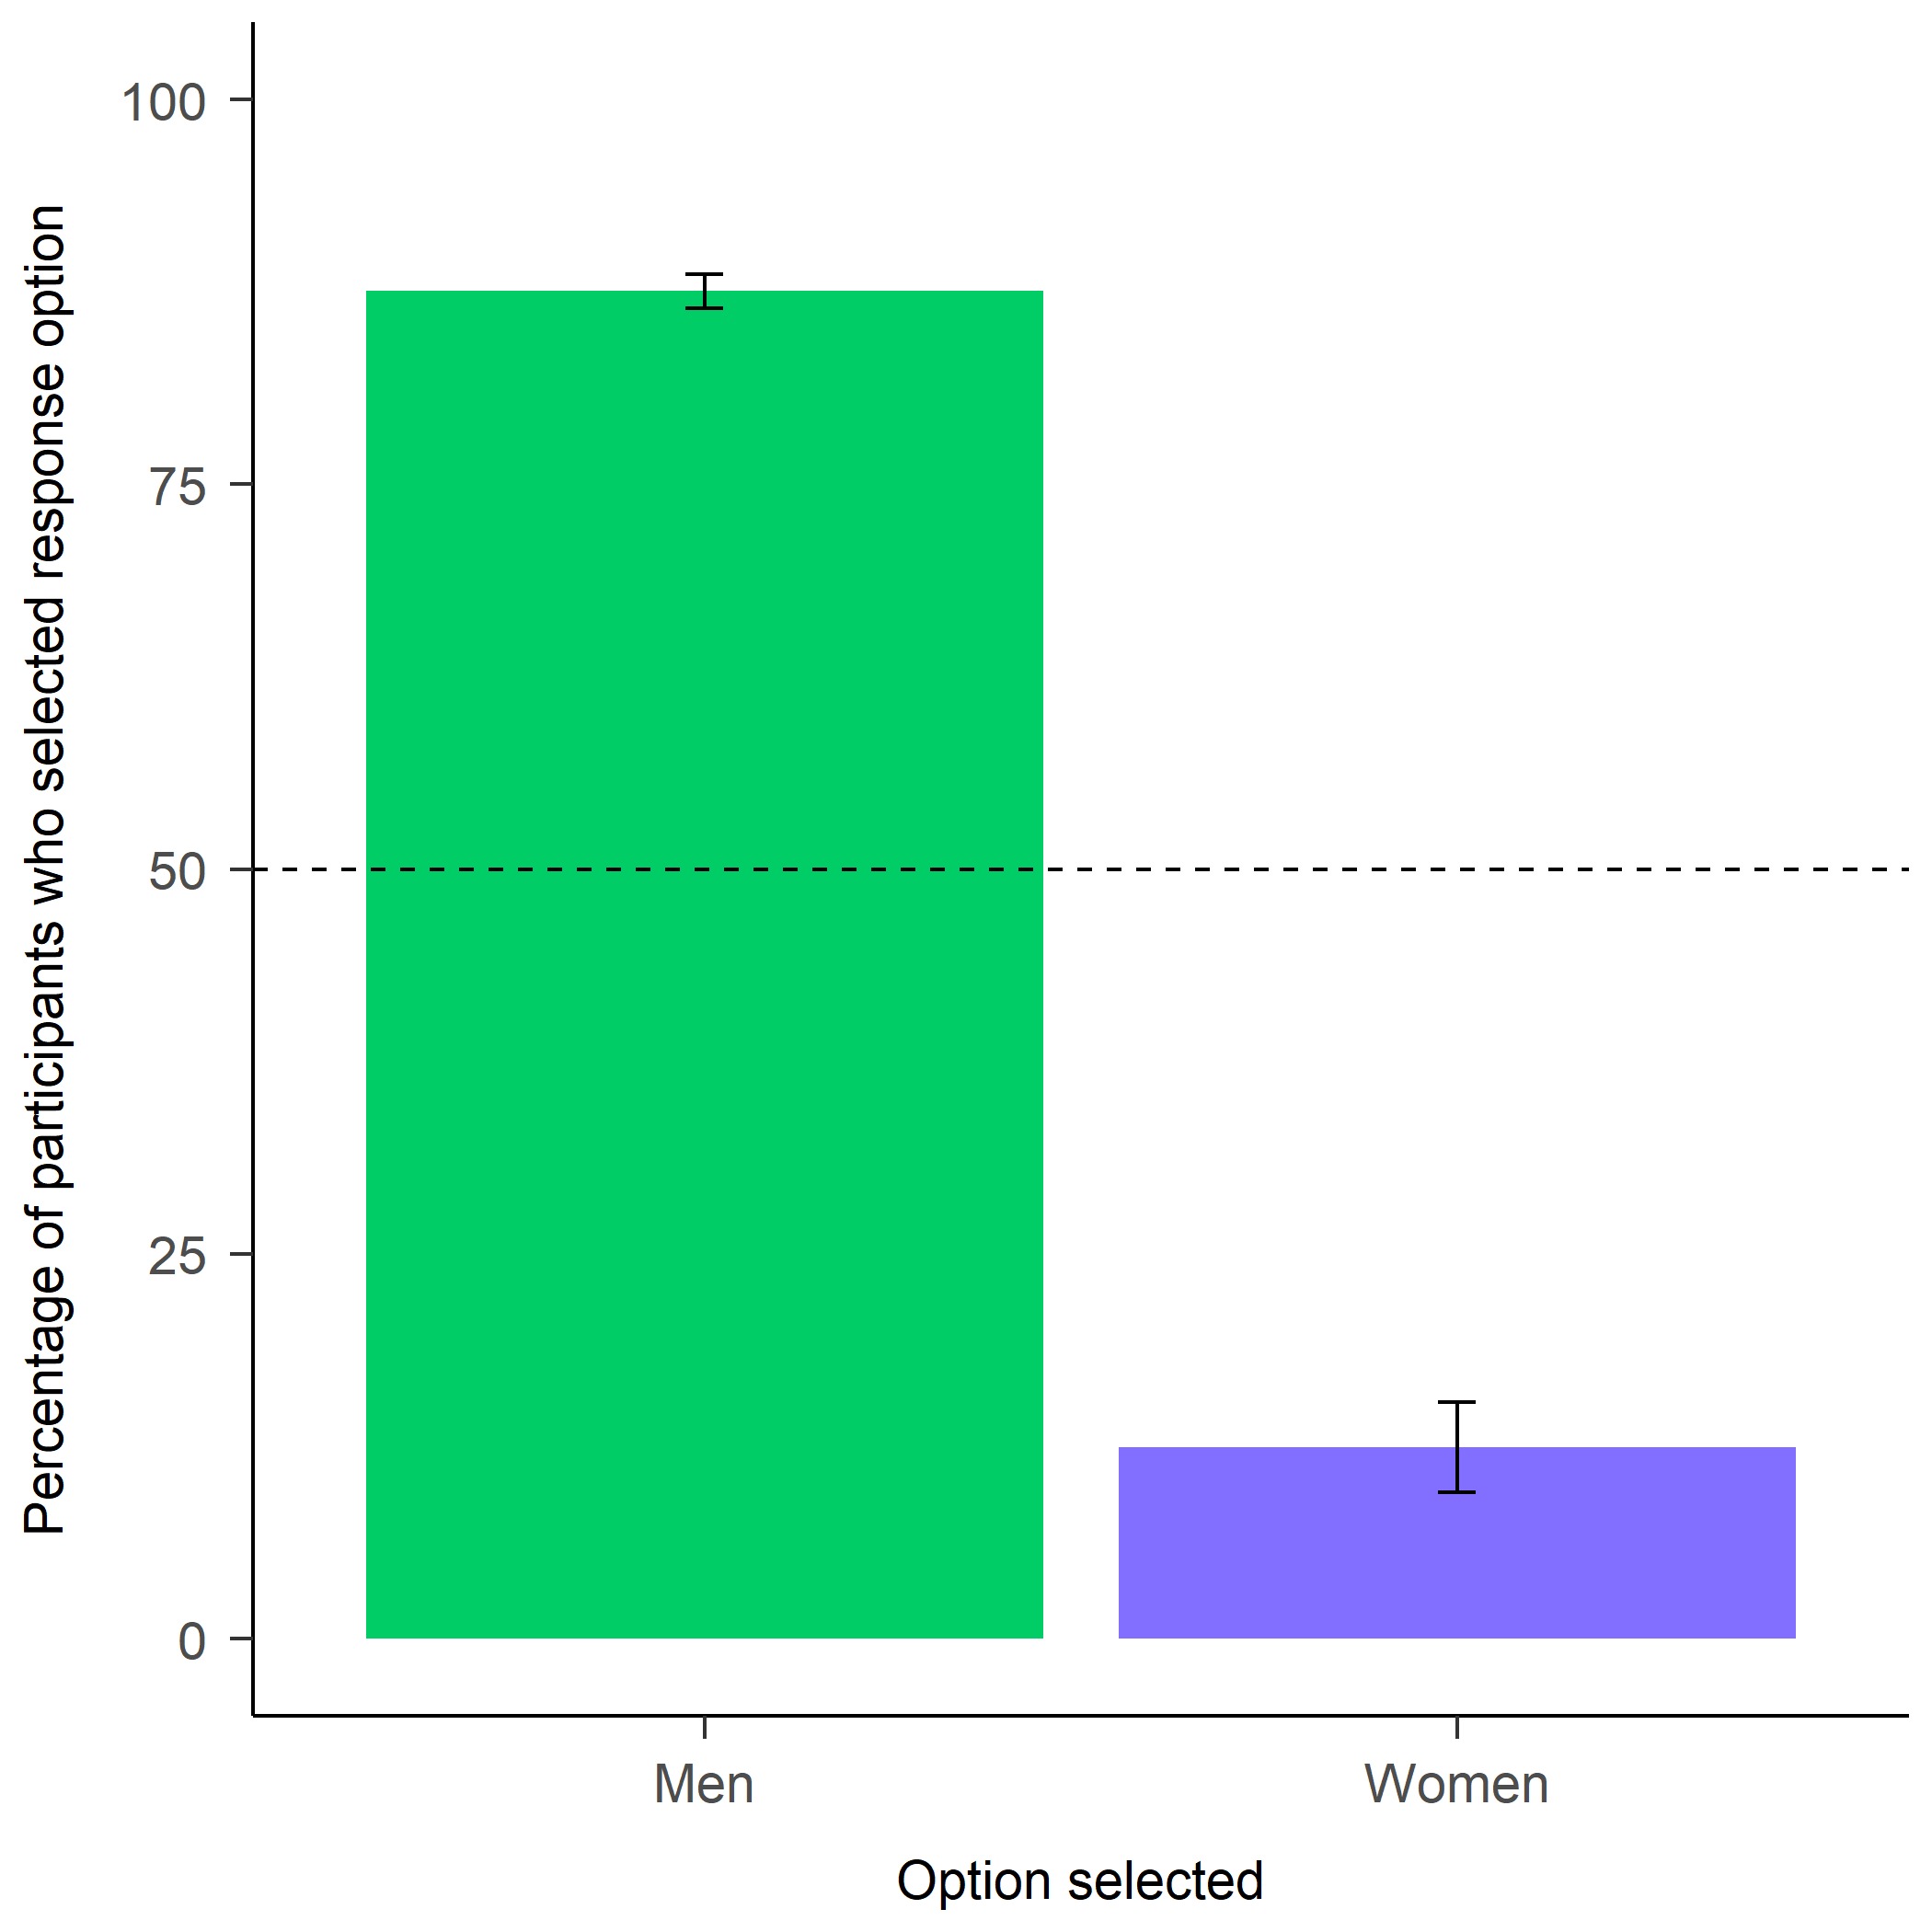 Percentage of participants who selected response option
100
75
50
25
0
Men
Women
Option selected